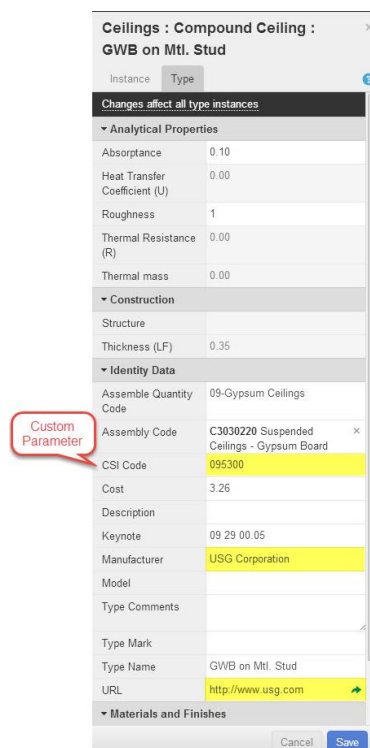 Ceilings : Compound Ceiling :
GWB on Mtl. Stud
×
Instance Type
?
Changes affect all type instances
Analytical Properties
Absorptance 0.10
Heat Transfer 0.00
Coefficient (U)
Roughness 1
Thermal Resistance 0.00
(R)
Thermal mass 0.00
Construction
Structure
Thickness (LF) 0.35
Identity Data
Assemble Quantity 09-Gypsum Ceilings
Code
Assembly Code C3030220 Suspended ×
Ceilings - Gypsum Board
Custom
Parameter
CSI Code 095300
Cost 3.26
Description
Keynote 09 29 00.05
Manufacturer USG Corporation
Model
Type Comments
Type Mark
Type Name GWB on Mtl. Stud
URL http://www.usg.com
Materials and Finishes
Cancel Save